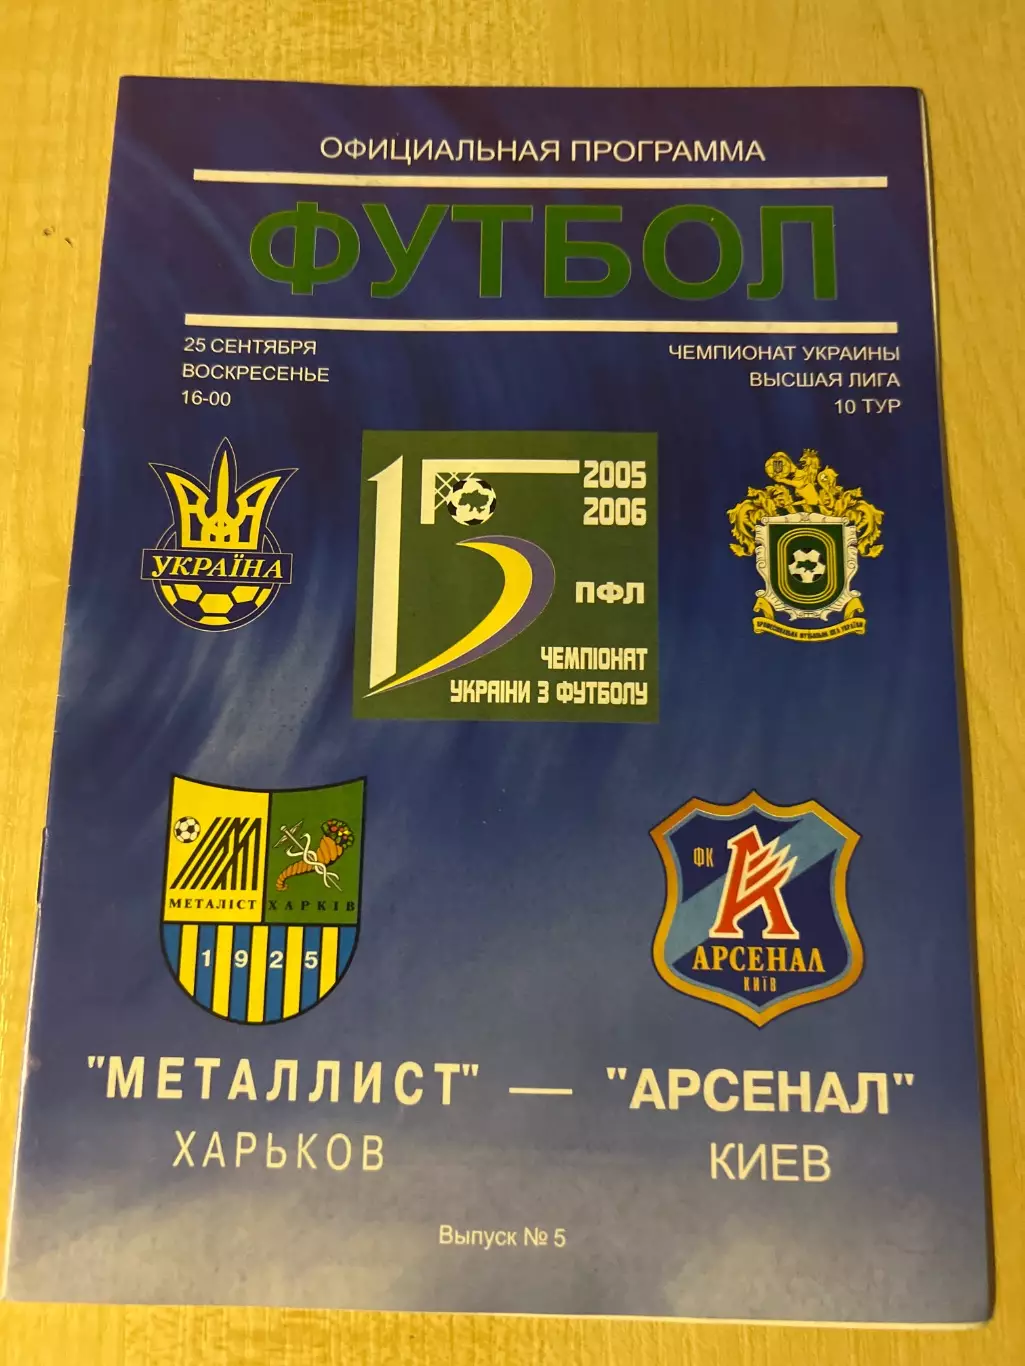 ОФИЦИАЛЬНАЯ ПРОГРАММА
ФУТБОЛ
25 СЕНТЯБРЯ
ВОСКРЕСЕНЬЕ
16-00
ЧЕМПИОНАТ УКРАИНЫ
ВЫСШАЯ ЛИГА
10 ТУР
УКРАЇНА
15
2005
2006
ПФЛ
ЧЕМПІОНАТ
УКРАЇНИ З ФУТБОЛУ
МЕТАЛІСТ ХАРКІВ
1925
ФК
АРСЕНАЛ
КИЇВ
"МЕТАЛЛИСТ" — "АРСЕНАЛ"
ХАРЬКОВ
КИЕВ
Выпуск № 5